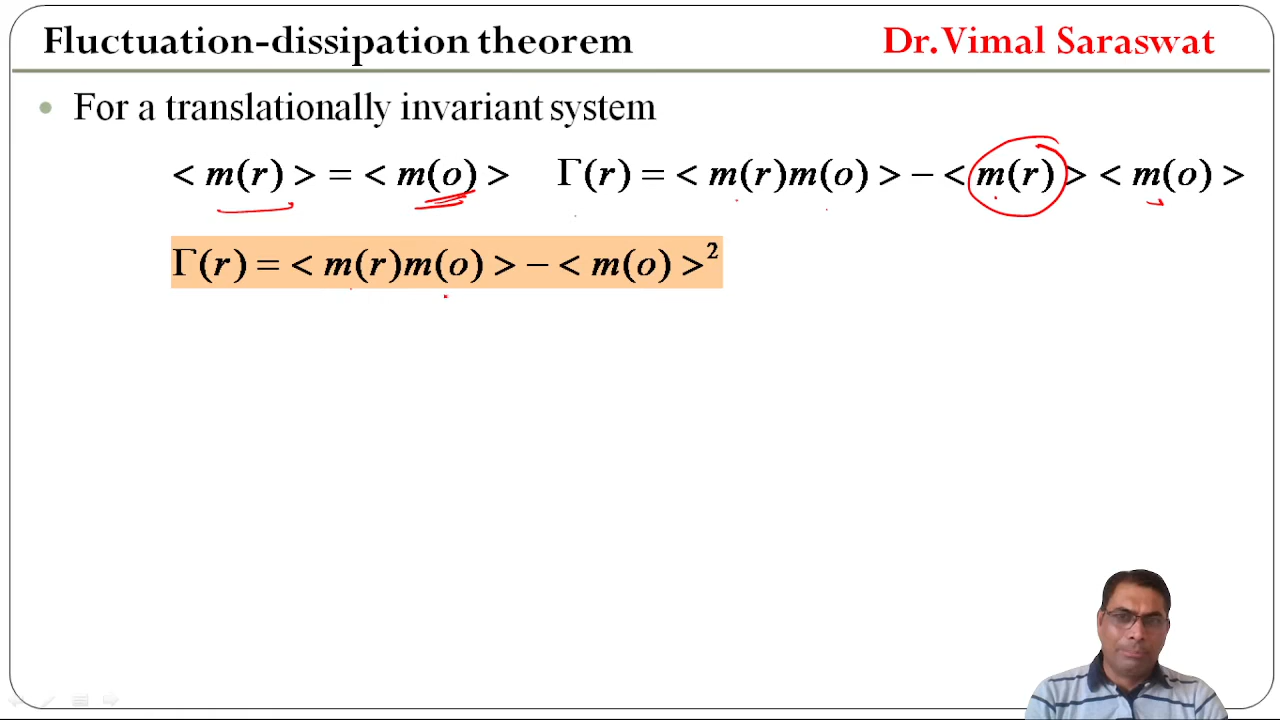 Fluctuation-dissipation theorem Dr. Vimal Saraswat
• For a translationally invariant system
< m(r) > = < m(o) > Γ(r) = < m(r)m(o) > − < m(r) > < m(o) >
Γ(r) = < m(r)m(o) > − < m(o) >²